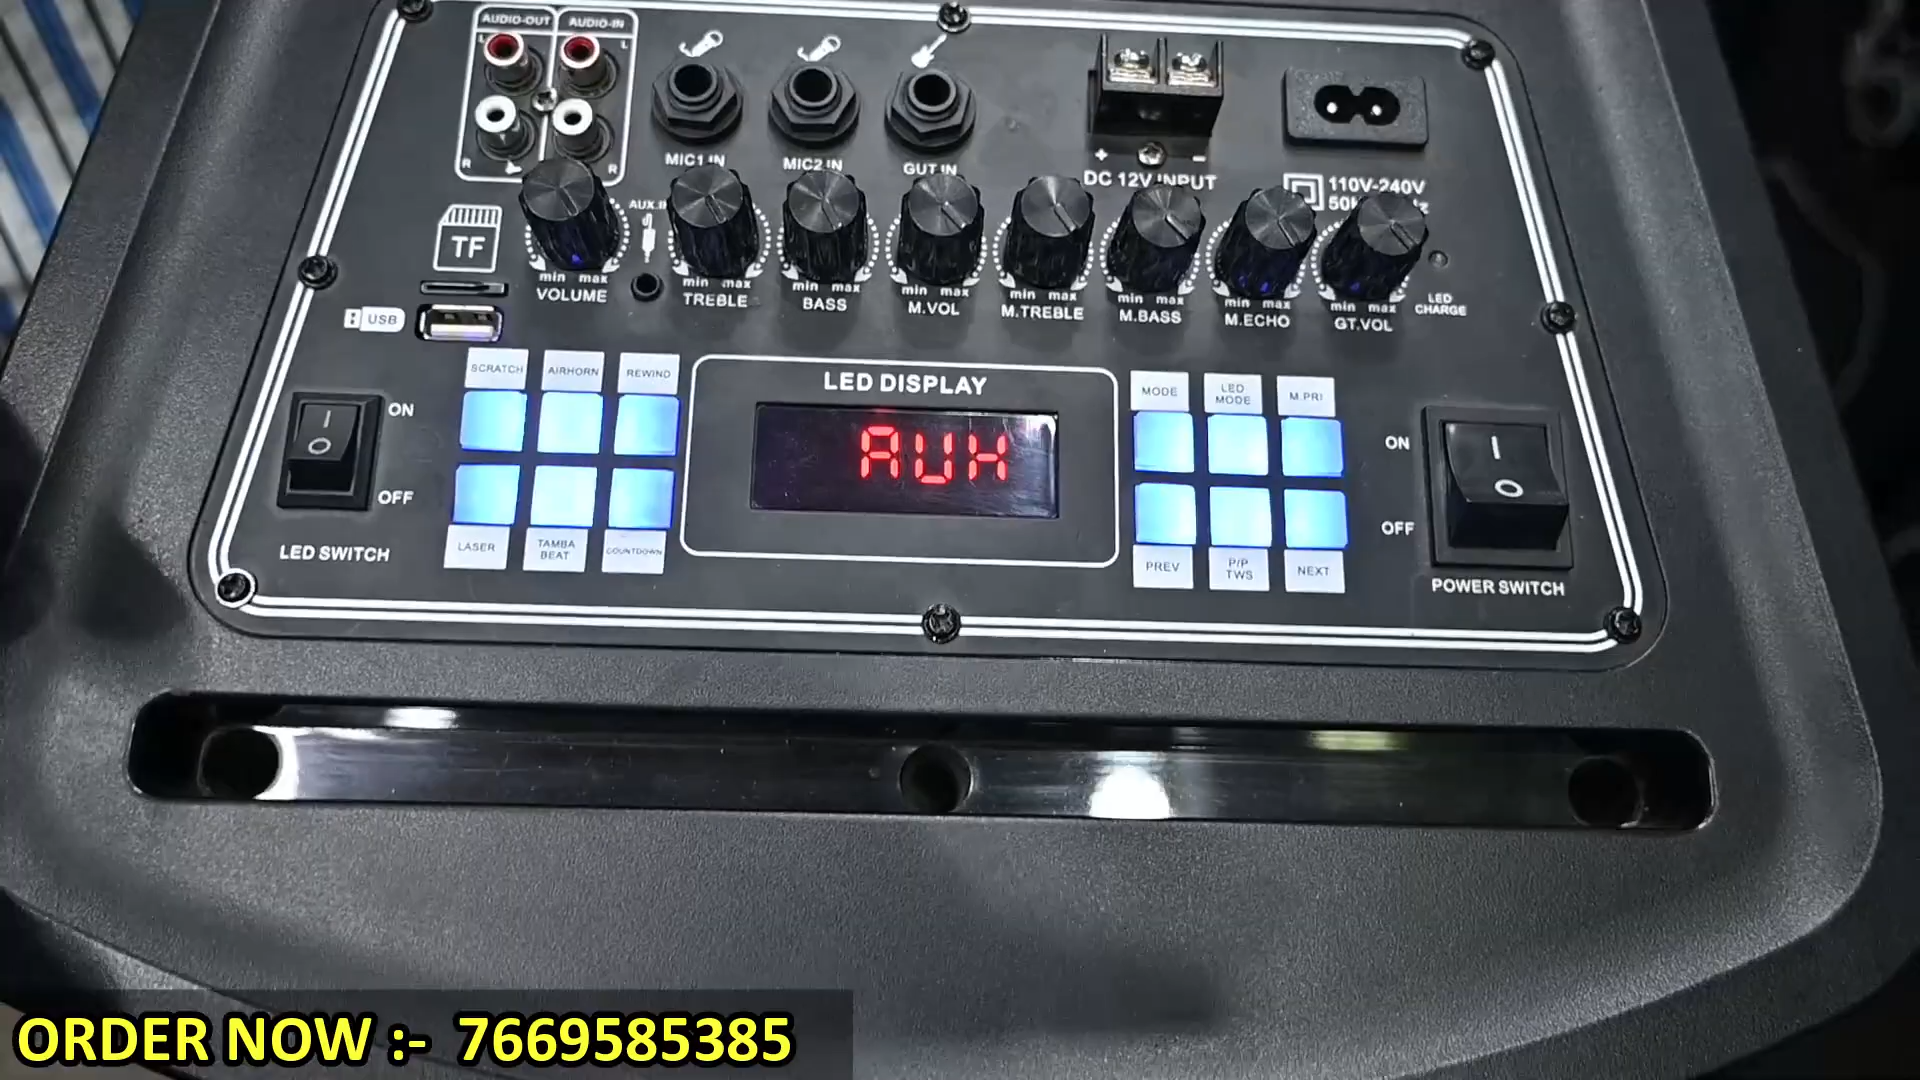 AUDIO-OUT AUDIO-IN
L L
R R
MIC1 IN MIC2 IN GUT IN
+ -
DC 12V INPUT
110V-240V
TF
AUX.IN
USB
min max min max min max min max min max min max min max min max
VOLUME TREBLE BASS M.VOL M.TREBLE M.BASS M.ECHO GT.VOL
LED
CHARGE
SCRATCH AIRHORN REWIND
LED DISPLAY
MODE LED MODE M.PRI
ON
OFF
LED SWITCH
AUX
ON
OFF
POWER SWITCH
LASER TAMBA BEAT COUNTDOWN
PREV P/P TWS NEXT
ORDER NOW :- 7669585385